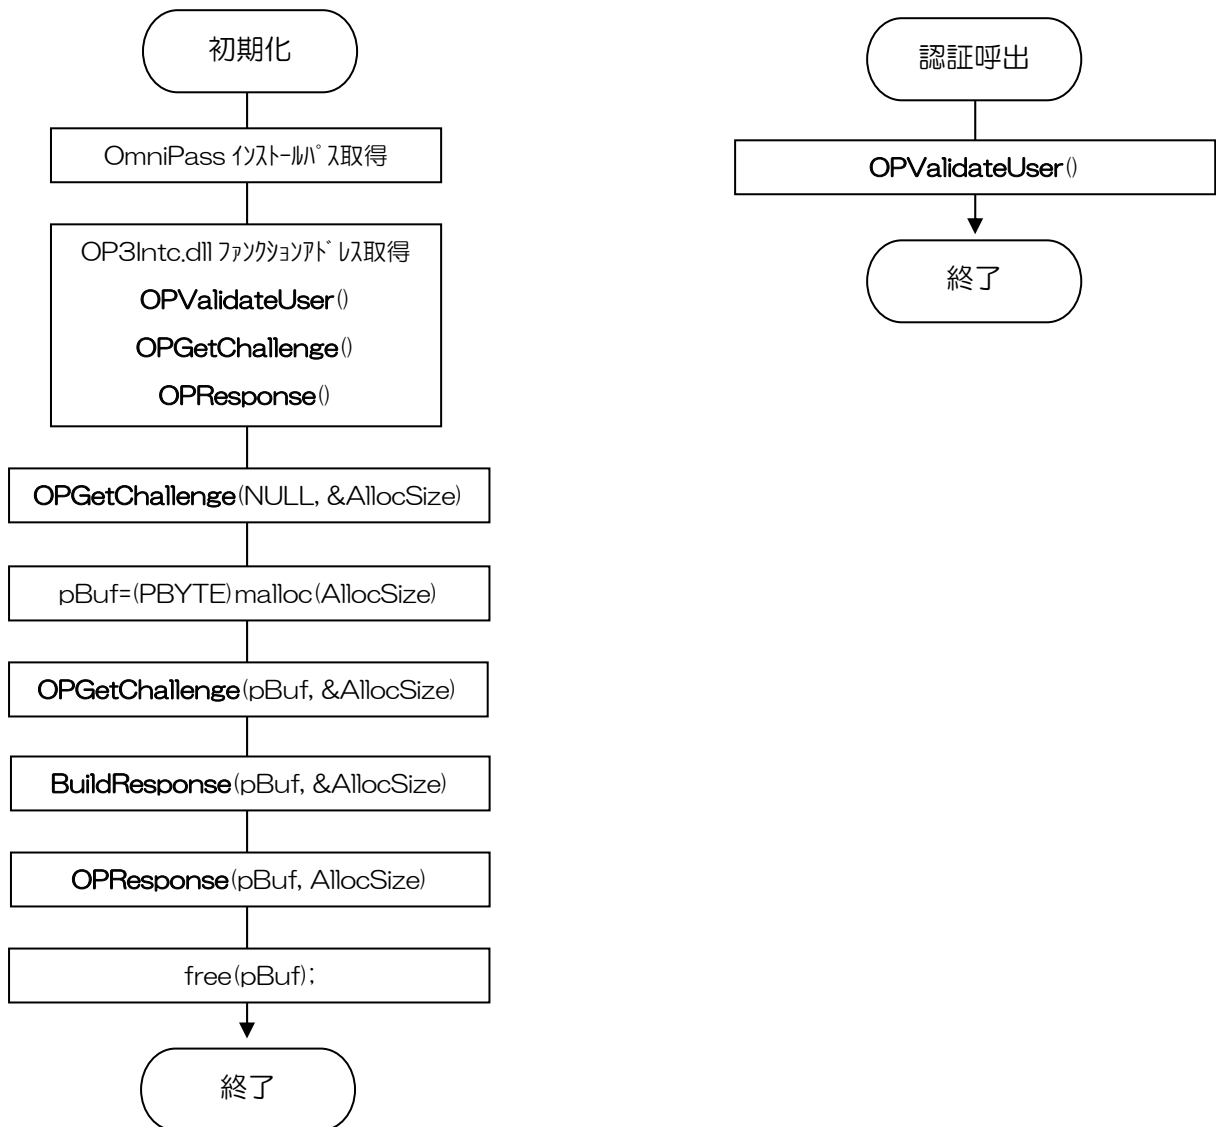 初期化
OmniPass ｲﾝｽﾄｰﾙﾊﾟｽ取得
OP3Intc.dll ﾌｧﾝｸｼｮﾝｱﾄﾞﾚｽ取得
OPValidateUser()
OPGetChallenge()
OPResponse()
OPGetChallenge(NULL, &AllocSize)
pBuf=(PBYTE)malloc(AllocSize)
OPGetChallenge(pBuf, &AllocSize)
BuildResponse(pBuf, &AllocSize)
OPResponse(pBuf, AllocSize)
free(pBuf);
終了
認証呼出
OPValidateUser()
終了